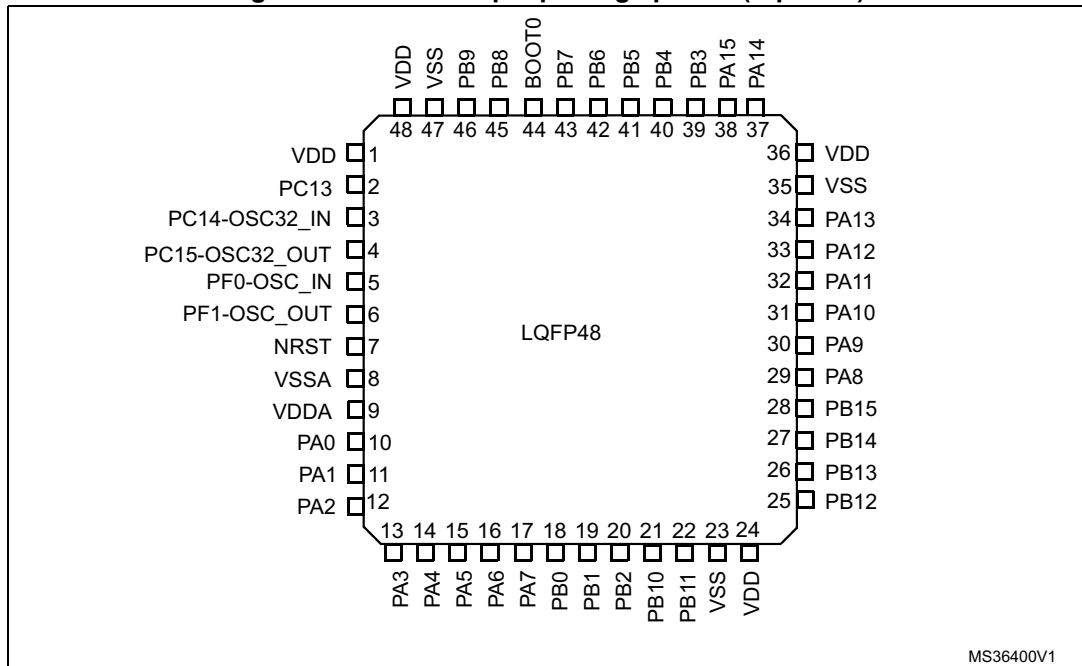 VDD
VSS
PB9
PB8
BOOT0
PB7
PB6
PB5
PB4
PB3
PA15
PA14
48 47 46 45 44 43 42 41 40 39 38 37
VDD 1
PC13 2
PC14-OSC32_IN 3
PC15-OSC32_OUT 4
PF0-OSC_IN 5
PF1-OSC_OUT 6
NRST 7
VSSA 8
VDDA 9
PA0 10
PA1 11
PA2 12
LQFP48
36 VDD
35 VSS
34 PA13
33 PA12
32 PA11
31 PA10
30 PA9
29 PA8
28 PB15
27 PB14
26 PB13
25 PB12
13 14 15 16 17 18 19 20 21 22 23 24
PA3
PA4
PA5
PA6
PA7
PB0
PB1
PB2
PB10
PB11
VSS
VDD
MS36400V1